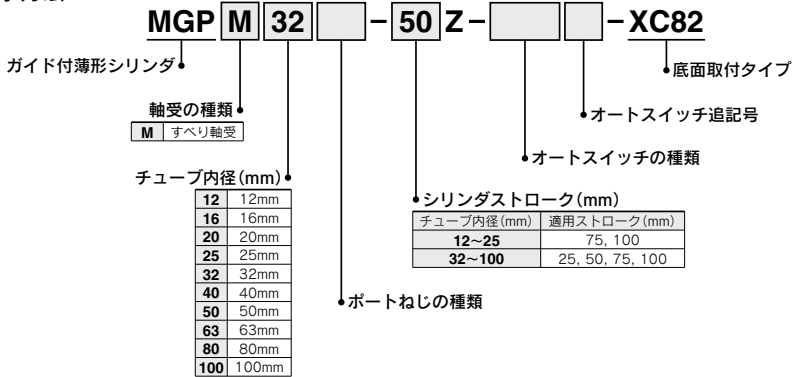 MGP M 32 - 50 Z - - XC82
ガイド付薄形シリンダ
底面取付タイプ
軸受の種類
M すべり軸受
オートスイッチ追記号
オートスイッチの種類
チューブ内径(mm)
12 12mm
16 16mm
20 20mm
25 25mm
32 32mm
40 40mm
50 50mm
63 63mm
80 80mm
100 100mm
シリンダストローク(mm)
チューブ内径(mm) 適用ストローク(mm)
12~25 75, 100
32~100 25, 50, 75, 100
ポートねじの種類